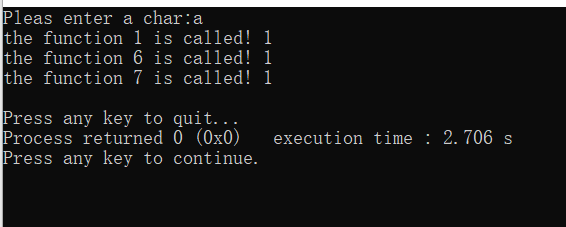 Pleas enter a char:a
the function 1 is called! 1
the function 6 is called! 1
the function 7 is called! 1
Press any key to quit...
Process returned 0 (0x0)   execution time : 2.706 s
Press any key to continue.